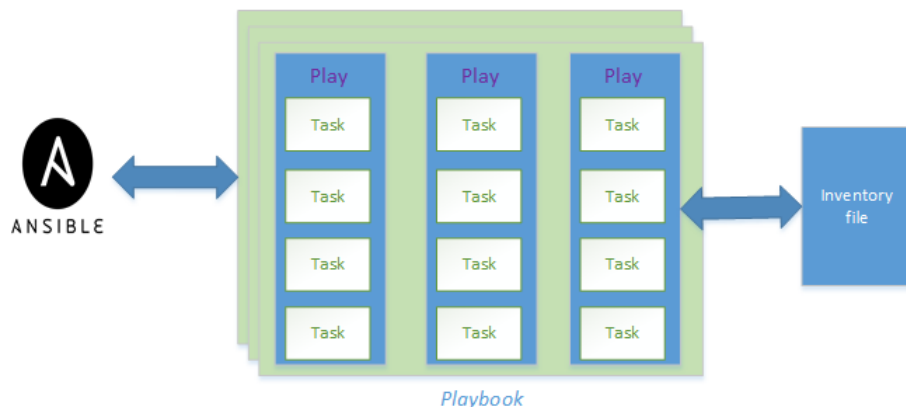 Play
Task
Task
Task
Task
Play
Task
Task
Task
Task
Play
Task
Task
Task
Task
ANSIBLE
Inventory
file
Playbook